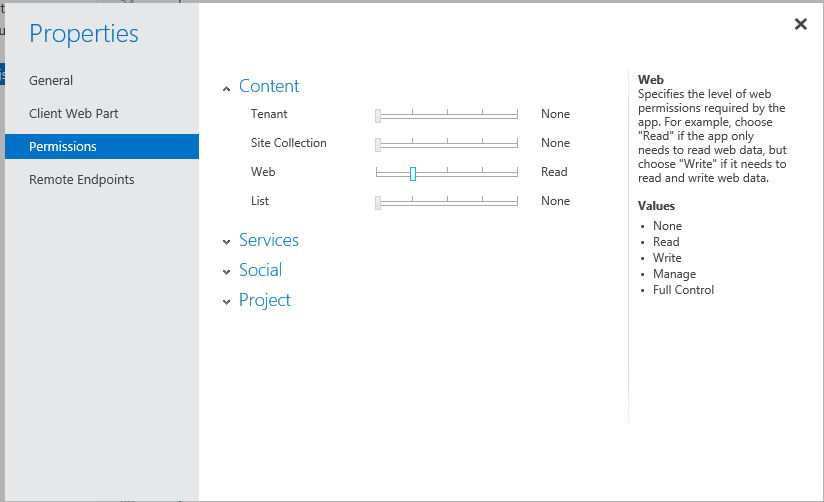 Properties
General
Client Web Part
Permissions
Remote Endpoints
Content
Tenant None
Site Collection None
Web Read
List None
Services
Social
Project
Web
Specifies the level of web
permissions required by the
app. For example, choose
"Read" if the app only
needs to read web data, but
choose "Write" if it needs to
read and write web data.
Values
• None
• Read
• Write
• Manage
• Full Control